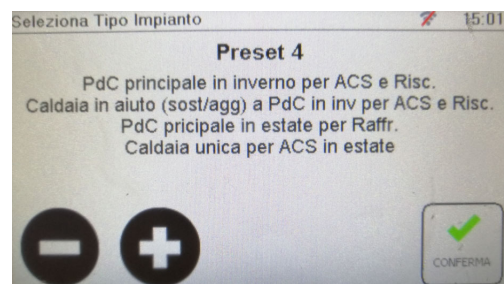 Seleziona Tipo Impianto 15:01
Preset 4
PdC principale in inverno per ACS e Risc.
Caldaia in aiuto (sost/agg) a PdC in inv per ACS e Risc.
PdC pricipale in estate per Raffr.
Caldaia unica per ACS in estate
CONFERMA